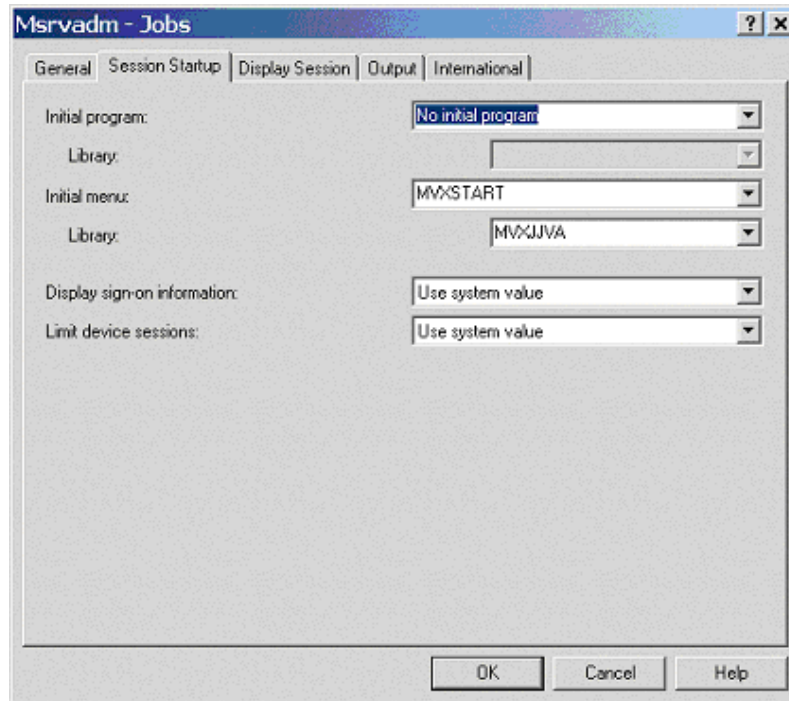 Msrvadm - Jobs
General Session Startup Display Session Output International
Initial program: No initial program
Library:
Initial menu: MVXSTART
Library: MVXJJVA
Display sign-on information: Use system value
Limit device sessions: Use system value
OK Cancel Help